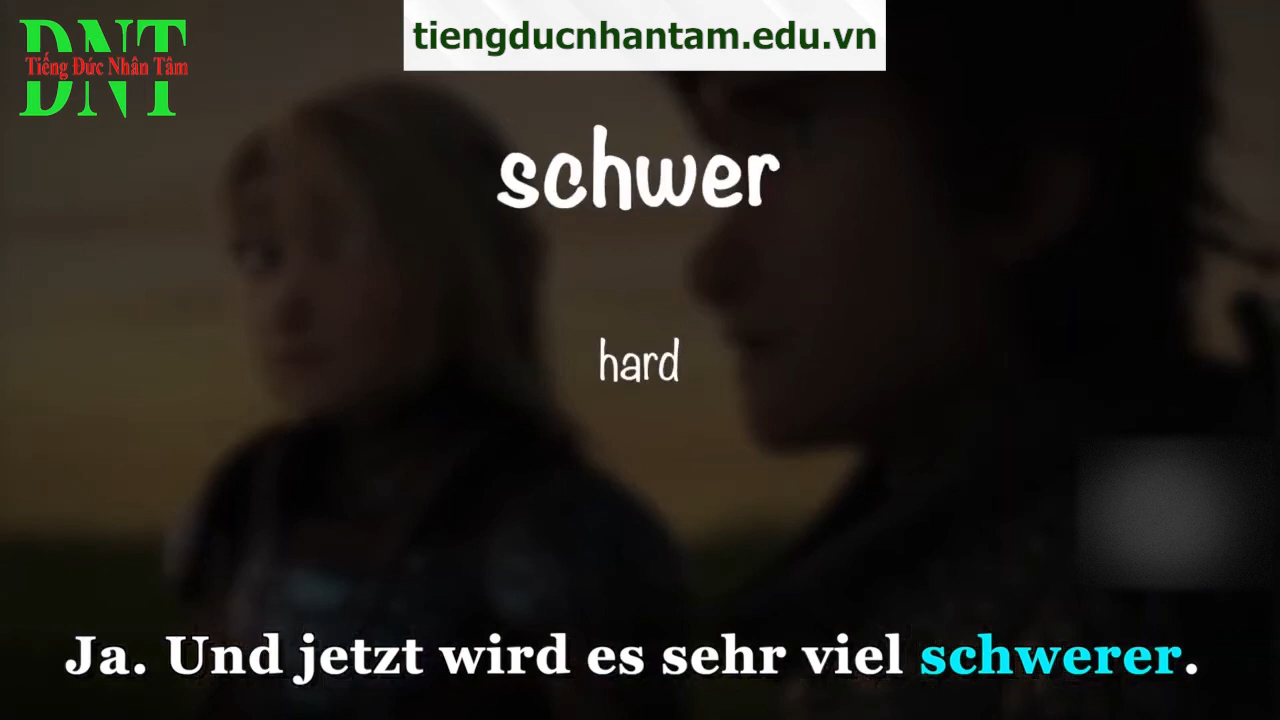 DNT
Tiếng Đức Nhân Tâm
tiengducnhantam.edu.vn
schwer
hard
Ja. Und jetzt wird es sehr viel schwerer.